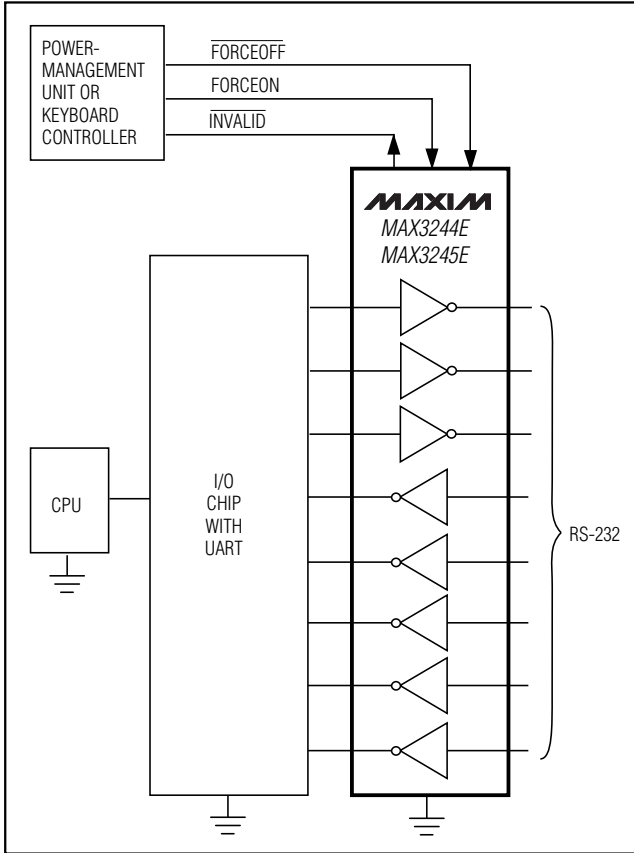 POWER-
MANAGEMENT
UNIT OR
KEYBOARD
CONTROLLER
FORCEOFF
FORCEON
INVALID
MAXIM
MAX3244E
MAX3245E
CPU
I/O
CHIP
WITH
UART
RS-232